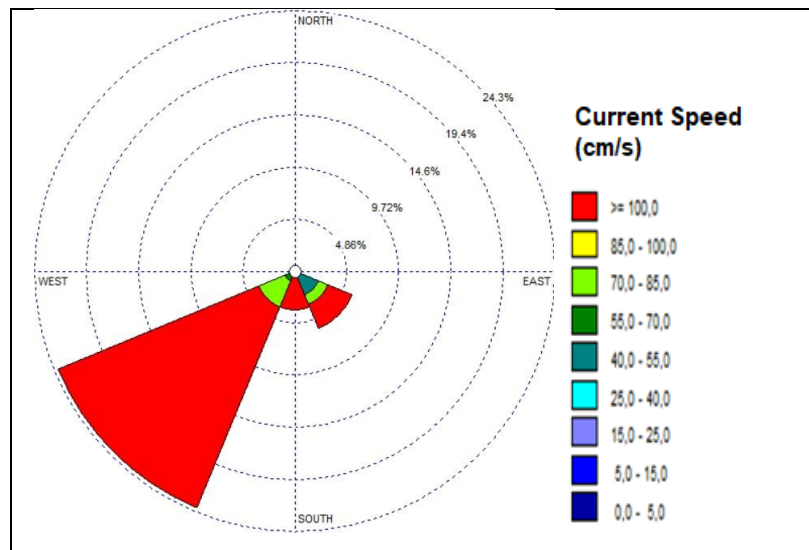 NORTH
24.3%
19.4%
14.6%
9.72%
4.86%
WEST
EAST
SOUTH
Current Speed
(cm/s)
>= 100,0
85,0 - 100,0
70,0 - 85,0
55,0 - 70,0
40,0 - 55,0
25,0 - 40,0
15,0 - 25,0
5,0 - 15,0
0,0 - 5,0